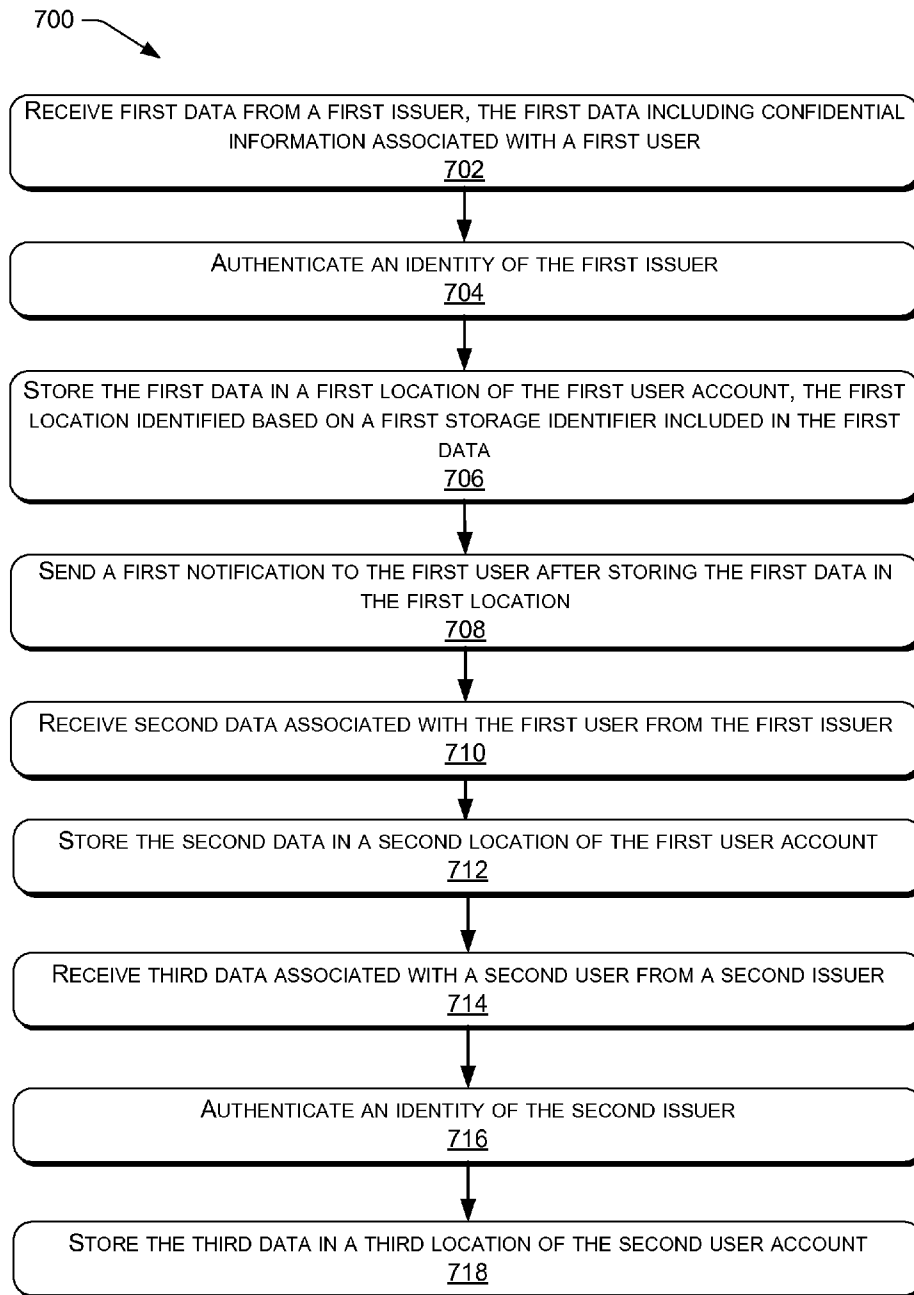 700
RECEIVE FIRST DATA FROM A FIRST ISSUER, THE FIRST DATA INCLUDING CONFIDENTIAL
INFORMATION ASSOCIATED WITH A FIRST USER
702
AUTHENTICATE AN IDENTITY OF THE FIRST ISSUER
704
STORE THE FIRST DATA IN A FIRST LOCATION OF THE FIRST USER ACCOUNT, THE FIRST
LOCATION IDENTIFIED BASED ON A FIRST STORAGE IDENTIFIER INCLUDED IN THE FIRST
DATA
706
SEND A FIRST NOTIFICATION TO THE FIRST USER AFTER STORING THE FIRST DATA IN
THE FIRST LOCATION
708
RECEIVE SECOND DATA ASSOCIATED WITH THE FIRST USER FROM THE FIRST ISSUER
710
STORE THE SECOND DATA IN A SECOND LOCATION OF THE FIRST USER ACCOUNT
712
RECEIVE THIRD DATA ASSOCIATED WITH A SECOND USER FROM A SECOND ISSUER
714
AUTHENTICATE AN IDENTITY OF THE SECOND ISSUER
716
STORE THE THIRD DATA IN A THIRD LOCATION OF THE SECOND USER ACCOUNT
718